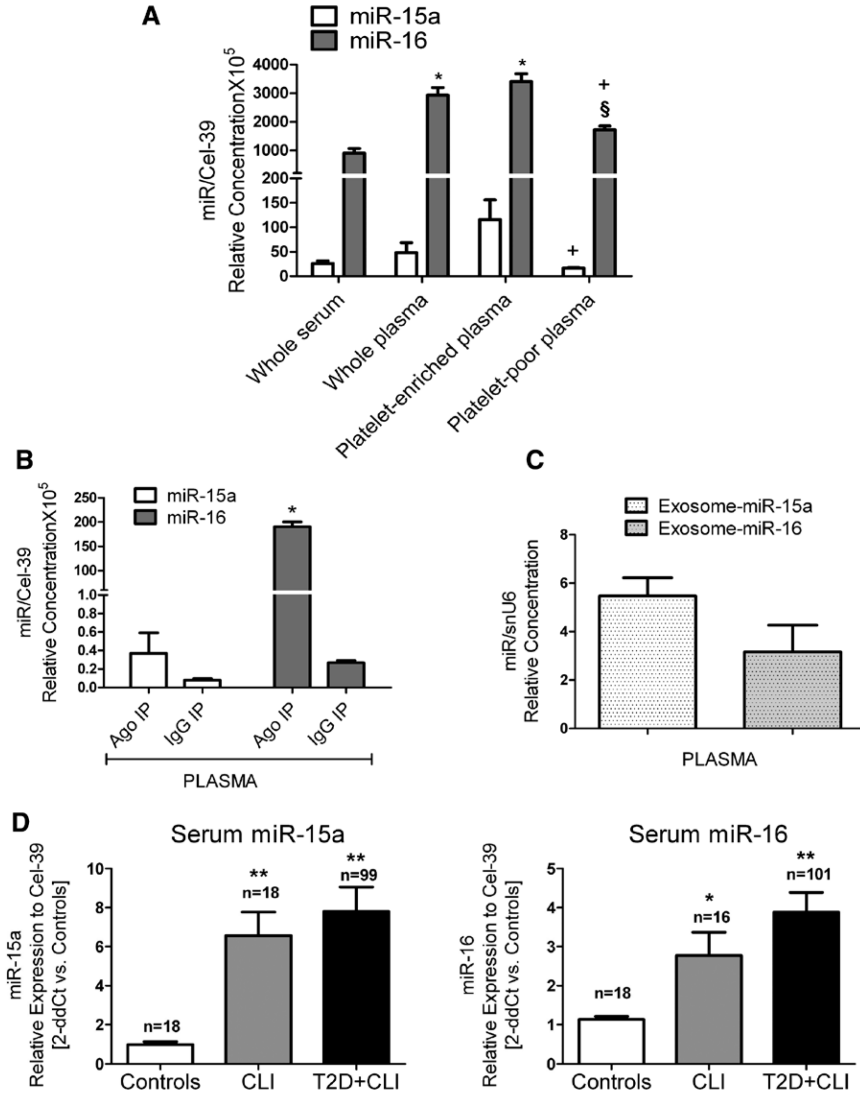 A
miR-15a
miR-16
miR/Cel-39
Relative ConcentrationX10⁵
4000
3000
2000
1000
200
150
100
50
0
*
*
+
§
+
Whole serum
Whole plasma
Platelet-enriched plasma
Platelet-poor plasma
B
miR-15a
miR-16
miR/Cel-39
Relative ConcentrationX10⁵
250
200
150
100
1.0
0.8
0.6
0.4
0.2
0.0
*
Ago IP
IgG IP
Ago IP
IgG IP
PLASMA
C
Exosome-miR-15a
Exosome-miR-16
miR/snU6
Relative Concentration
8
6
4
2
0
PLASMA
D
Serum miR-15a
miR-15a
Relative Expression to Cel-39
[2-ddCt vs. Controls]
10
8
6
4
2
0
n=18
**
n=18
**
n=99
Controls
CLI
T2D+CLI
Serum miR-16
miR-16
Relative Expression to Cel-39
[2-ddCt vs. Controls]
5
4
3
2
1
0
n=18
*
n=16
**
n=101
Controls
CLI
T2D+CLI